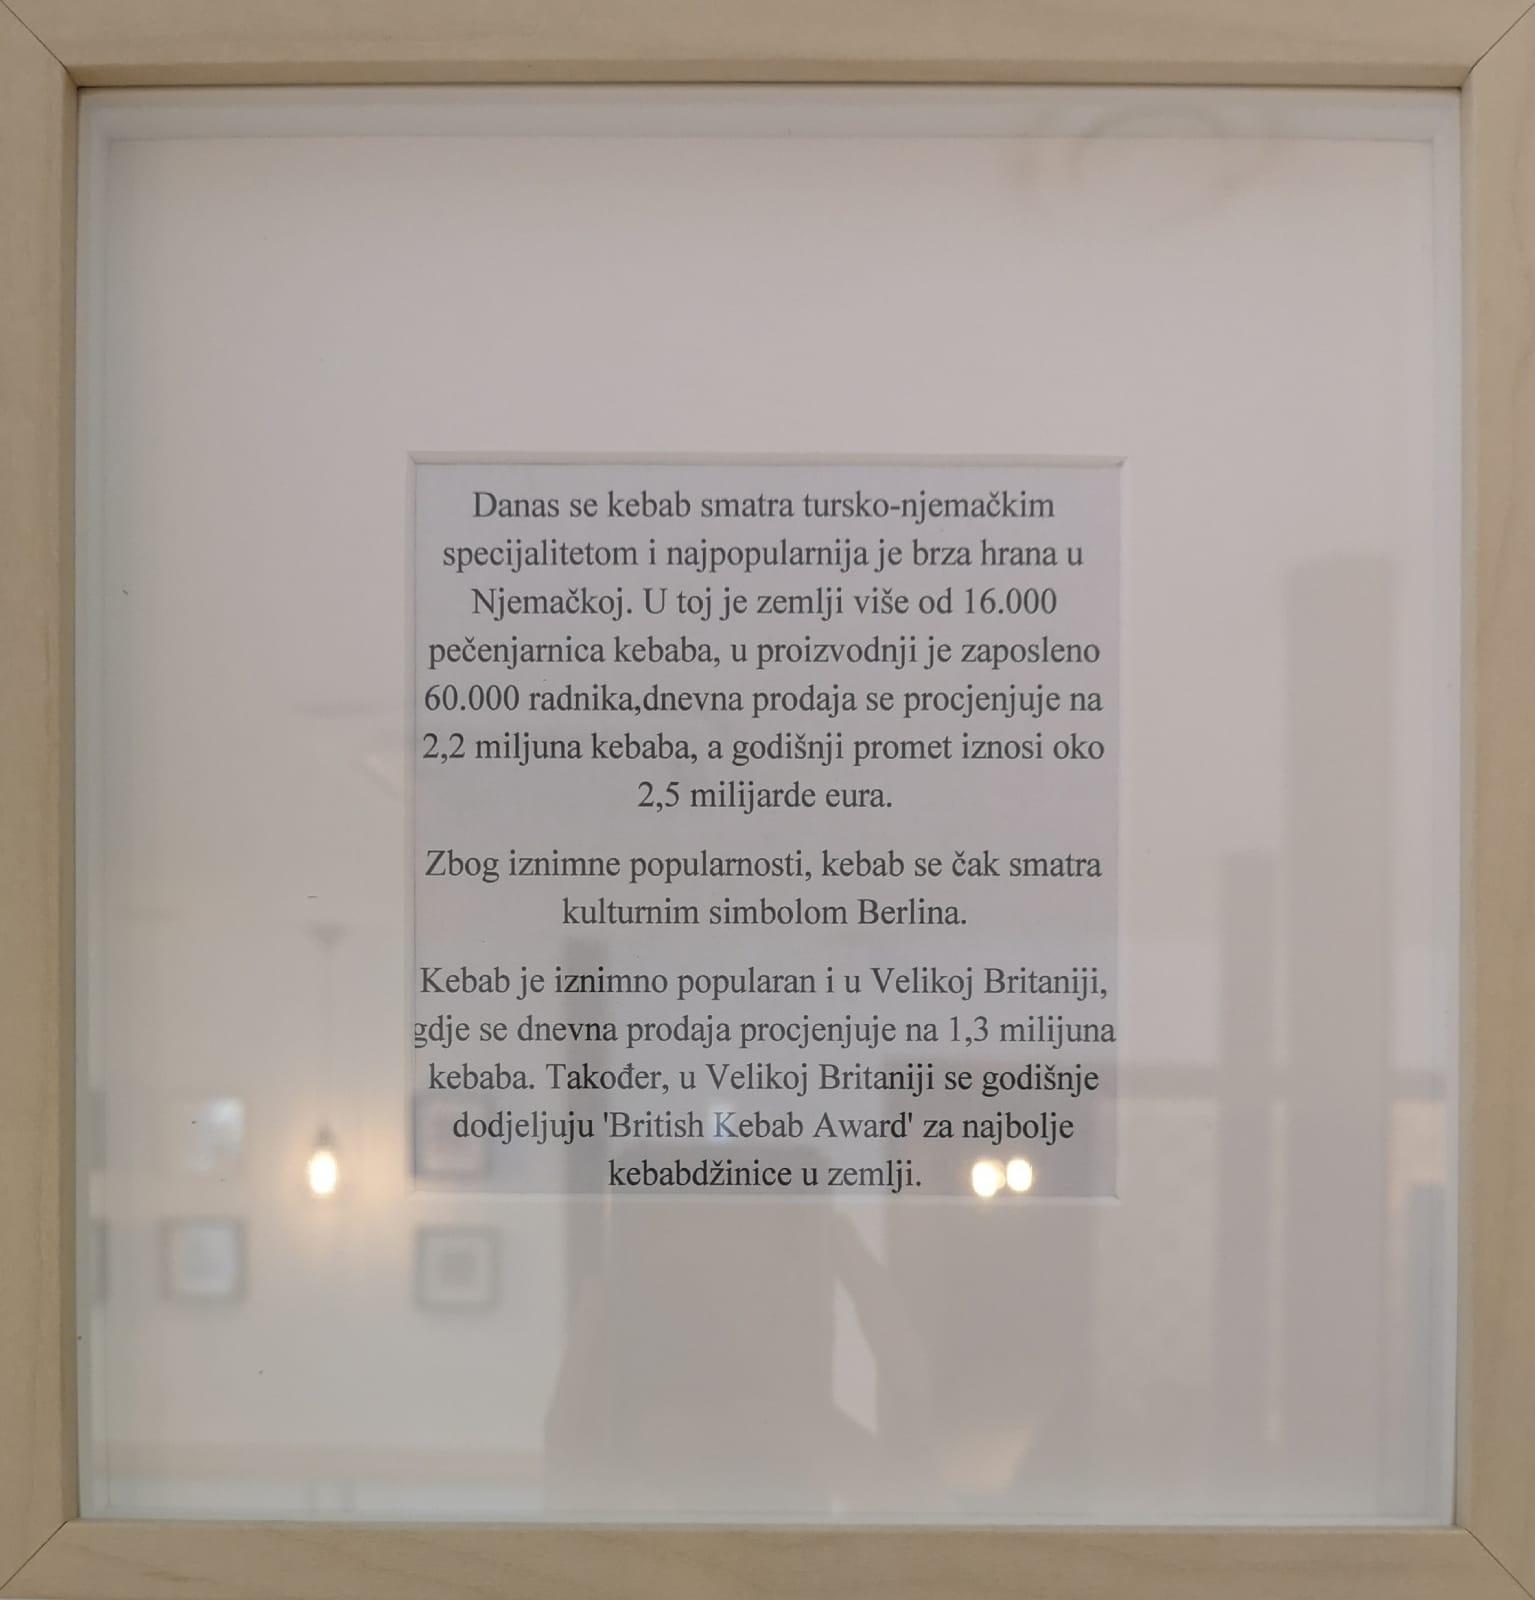 Danas se kebab smatra tursko-njemačkim
specijalitetom i najpopularnija je brza hrana u
Njemačkoj. U toj je zemlji više od 16.000
pečenjarnica kebaba, u proizvodnji je zaposleno
60.000 radnika,dnevna prodaja se procjenjuje na
2,2 miljuna kebaba, a godišnji promet iznosi oko
2,5 milijarde eura.
Zbog iznimne popularnosti, kebab se čak smatra
kulturnim simbolom Berlina.
Kebab je iznimno popularan i u Velikoj Britaniji,
gdje se dnevna prodaja procjenjuje na 1,3 milijuna
kebaba. Također, u Velikoj Britaniji se godišnje
dodjeljuju 'British Kebab Award' za najbolje
kebabdžinice u zemlji.